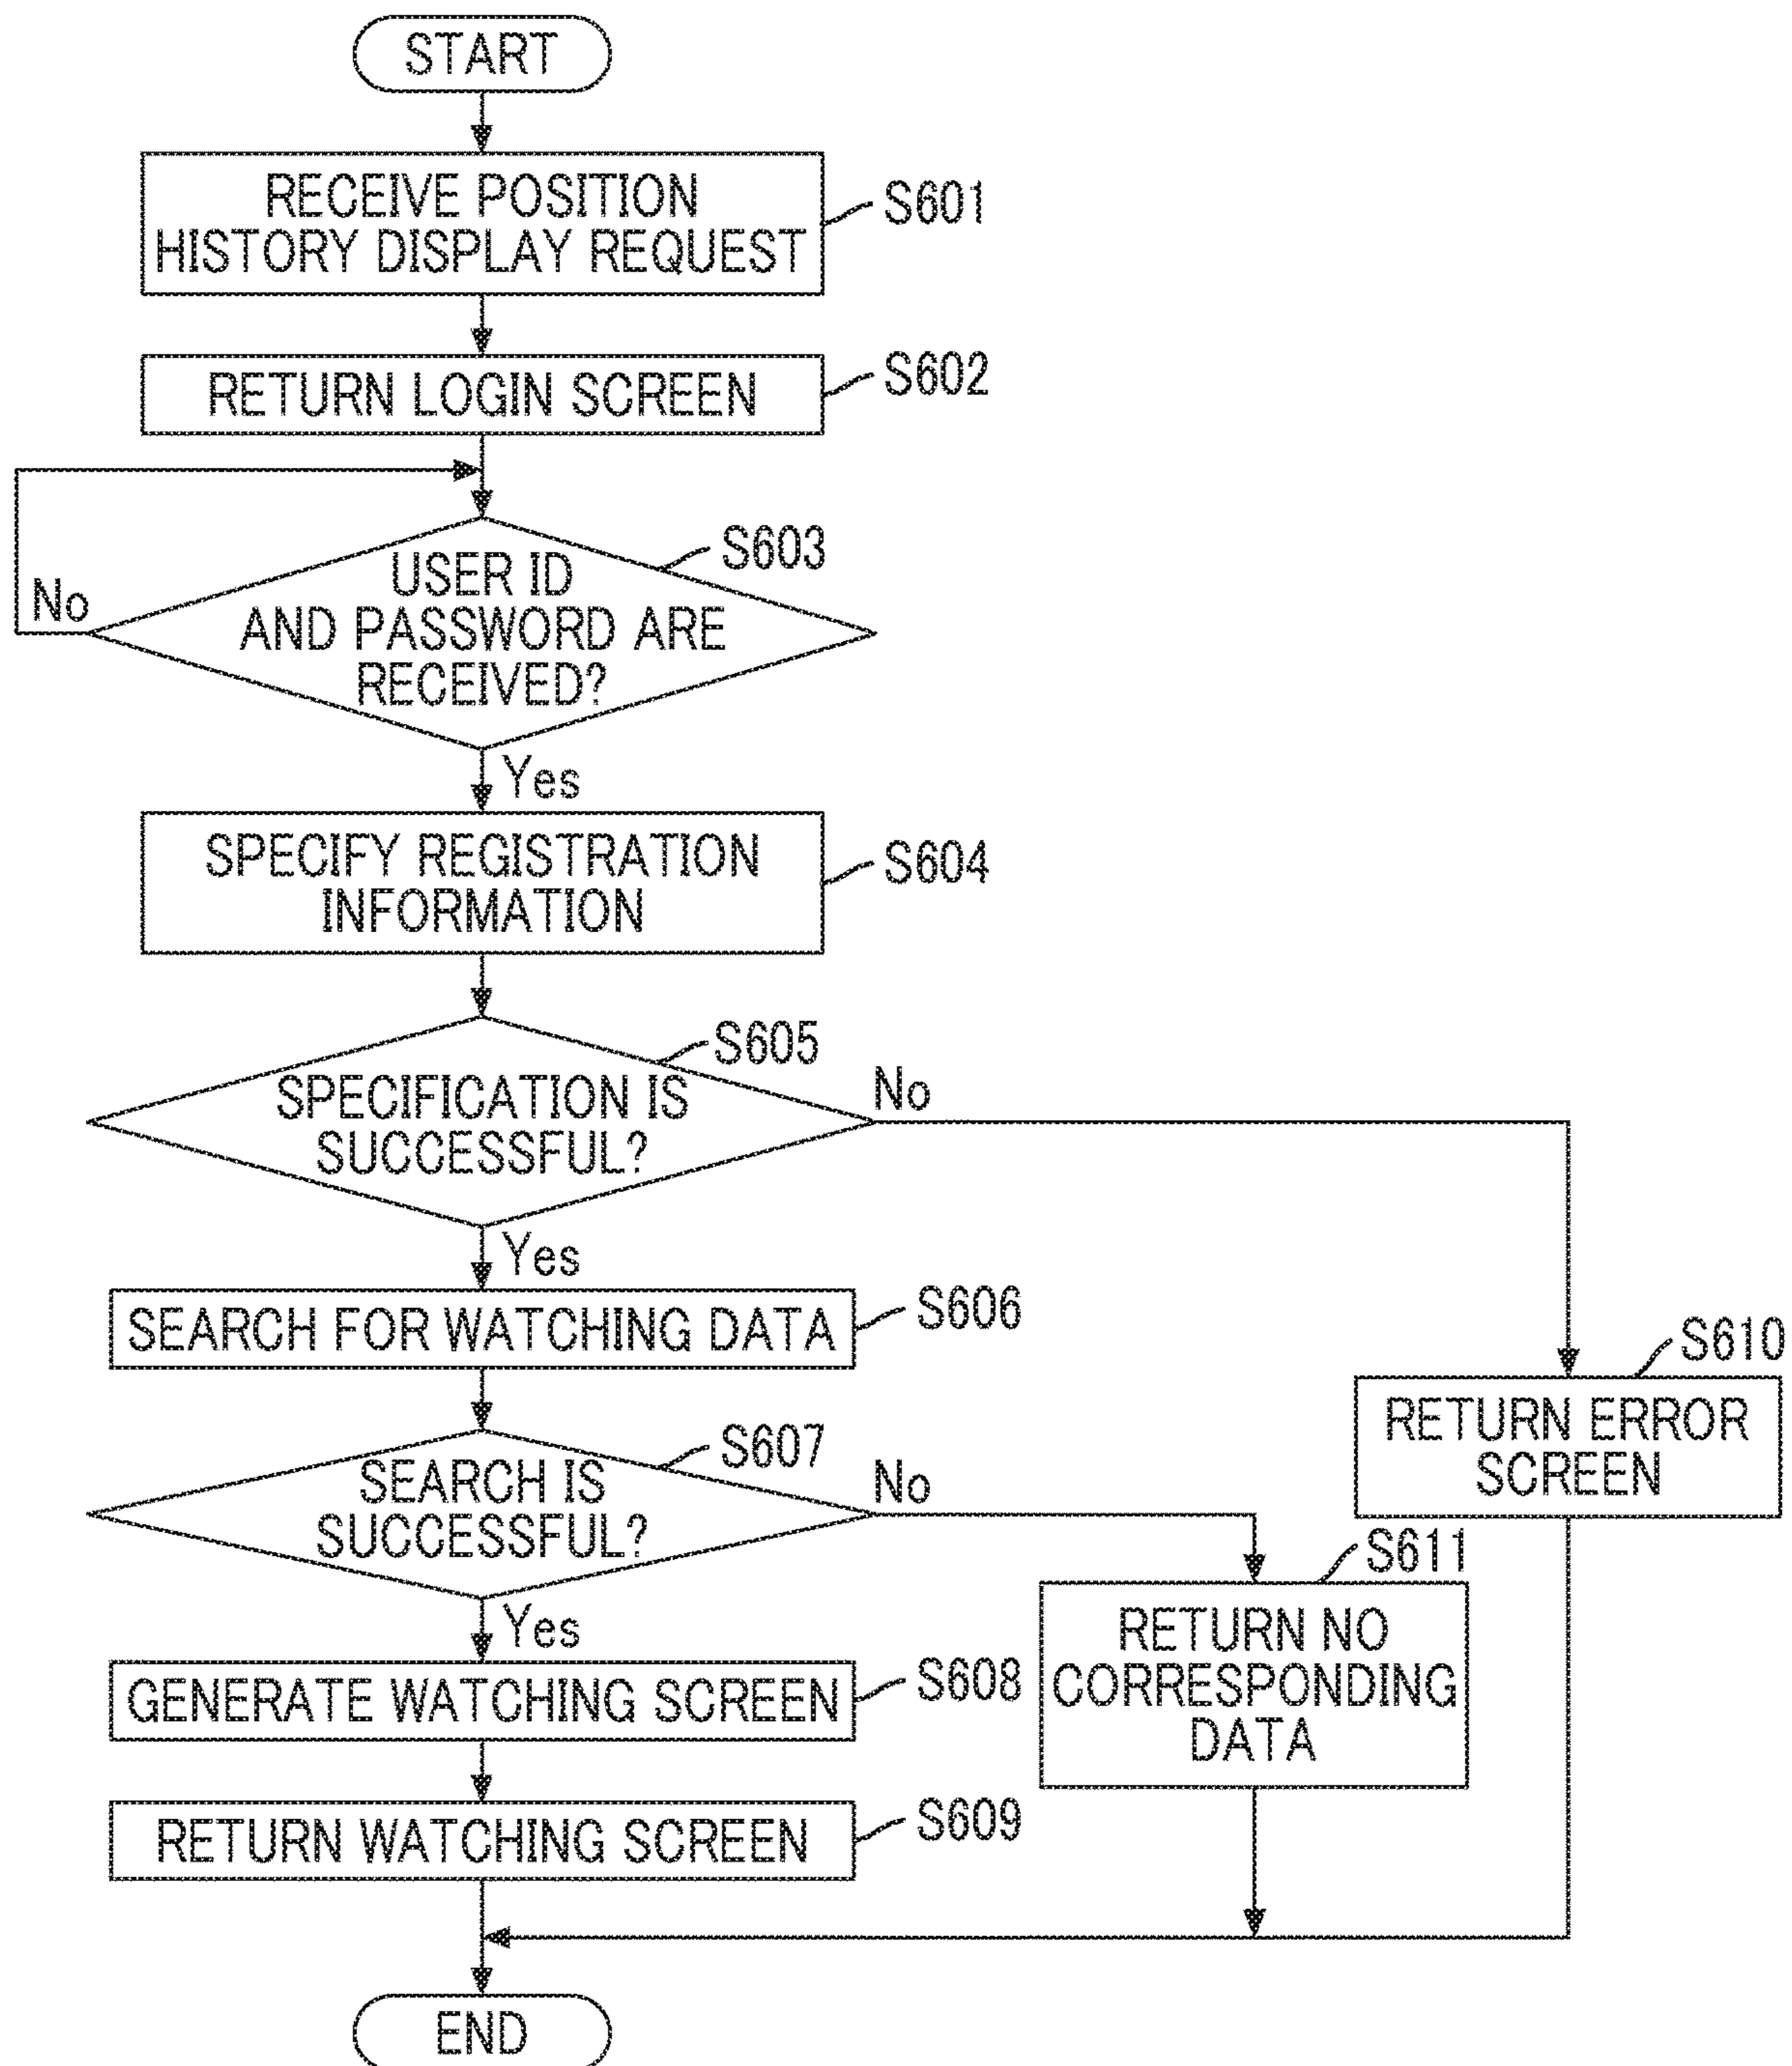 START
RECEIVE POSITION
HISTORY DISPLAY REQUEST
S601
RETURN LOGIN SCREEN
S602
S603
USER ID
AND PASSWORD ARE
RECEIVED?
No
Yes
SPECIFY REGISTRATION
INFORMATION
S604
S605
SPECIFICATION IS
SUCCESSFUL?
No
Yes
SEARCH FOR WATCHING DATA
S606
S610
RETURN ERROR
SCREEN
S607
SEARCH IS
SUCCESSFUL?
No
Yes
S611
RETURN NO
CORRESPONDING
DATA
GENERATE WATCHING SCREEN
S608
RETURN WATCHING SCREEN
S609
END